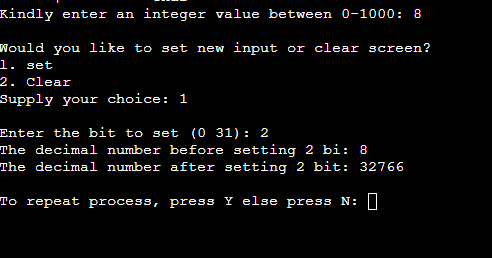 Kindly enter an integer value between 0-1000: 8
Would you like to set new input or clear screen?
1. set
2. Clear
Supply your choice: 1
Enter the bit to set (0 31): 2
The decimal number before setting 2 bi: 8
The decimal number after setting 2 bit: 32766
To repeat process, press Y else press N: